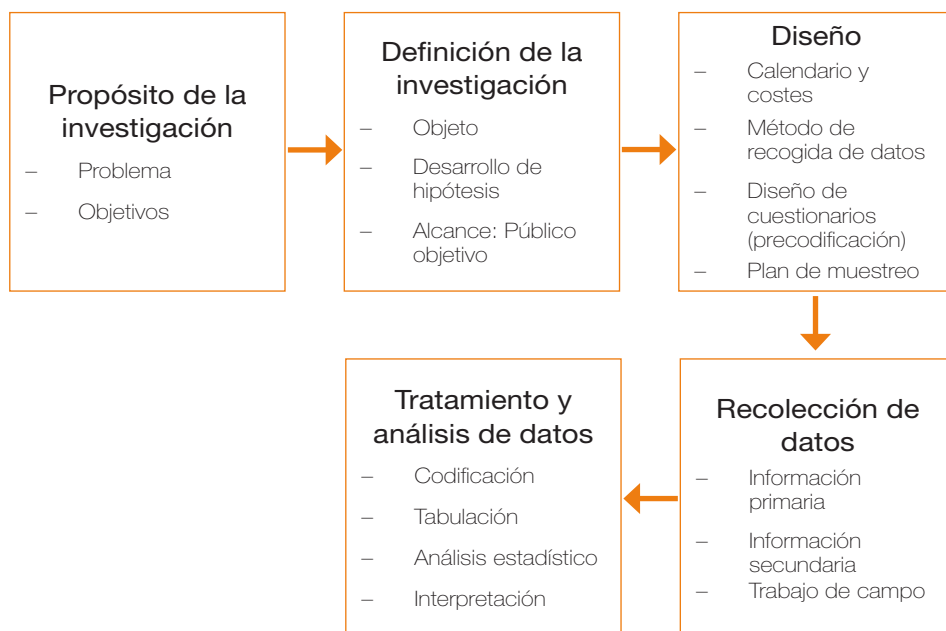 Propósito de la
investigación
– Problema
– Objetivos
Definición de la
investigación
– Objeto
– Desarrollo de
hipótesis
– Alcance: Público
objetivo
Diseño
– Calendario y
costes
– Método de
recogida de datos
– Diseño de
cuestionarios
(precodificación)
– Plan de muestreo
Recolección de
datos
– Información
primaria
– Información
secundaria
– Trabajo de campo
Tratamiento y
análisis de datos
– Codificación
– Tabulación
– Análisis estadístico
– Interpretación